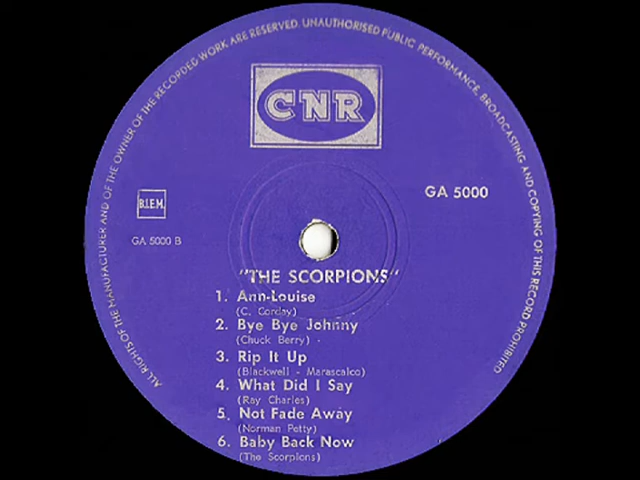 ALL RIGHTS OF THE MANUFACTURER AND OF THE OWNER OF THE RECORDED WORK ARE RESERVED. UNAUTHORISED PUBLIC PERFORMANCE, BROADCASTING AND COPYING OF THIS RECORD PROHIBITED
CNR
GA 5000
B.I.E.M.
GA 5000 B
"THE SCORPIONS"
1. Ann-Louise
(C. Corday)
2. Bye Bye Johnny
(Chuck Berry)
3. Rip It Up
(Blackwell - Marascalco)
4. What Did I Say
(Ray Charles)
5. Not Fade Away
(Norman Petty)
6. Baby Back Now
(The Scorpions)